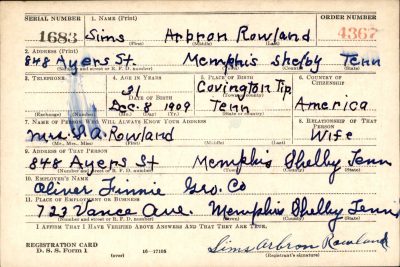 SERIAL NUMBER 1. NAME (Print) ORDER NUMBER
1683 Sims Arbron Rowland 4367
(First) (Middle) (Last)
2. ADDRESS (Print)
848 Ayers St. Memphis Shelby Tenn
(Number and street or R. F. D. number) (Town) (County) (State)
3. TELEPHONE 4. AGE IN YEARS 5. PLACE OF BIRTH 6. COUNTRY OF CITIZENSHIP
31 Covington Tip
DATE OF BIRTH (Town) (County)
Dec. 8 1909 Tenn America
(Exchange) (Number) (Mo.) (Day) (Yr.) (State or country)
7. NAME OF PERSON WHO WILL ALWAYS KNOW YOUR ADDRESS 8. RELATIONSHIP OF THAT PERSON
Mrs. S. A. Rowland Wife
(Mr., Mrs., Miss) (First) (Middle) (Last)
9. ADDRESS OF THAT PERSON
848 Ayers St Memphis Shelby Tenn
(Number and street or R. F. D. number) (Town) (County) (State)
10. EMPLOYER'S NAME
Oliver Finnie Gro. Co
11. PLACE OF EMPLOYMENT OR BUSINESS
723 Vance Ave. Memphis Shelby Tenn
(Number and street or R. F. D. number) (Town) (County) (State)
I AFFIRM THAT I HAVE VERIFIED ABOVE ANSWERS AND THAT THEY ARE TRUE.
REGISTRATION CARD
D. S. S. Form 1 (over) Sims Arbron Rowland
(Registrant's signature)